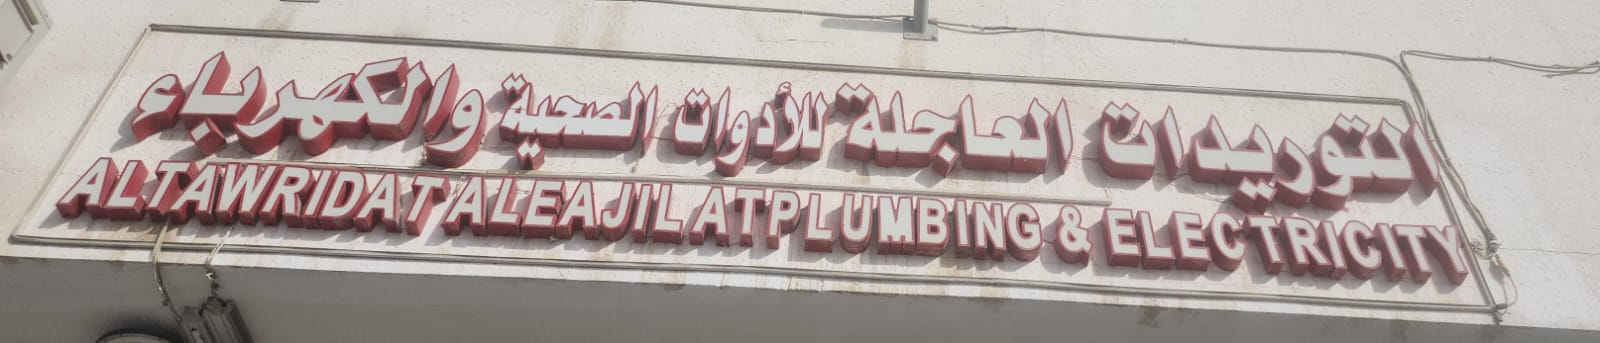 التوريدات العاجلة للأدوات الصحية والكهرباء
ALTAWRIDAT ALEAJILAT PLUMBING & ELECTRICITY